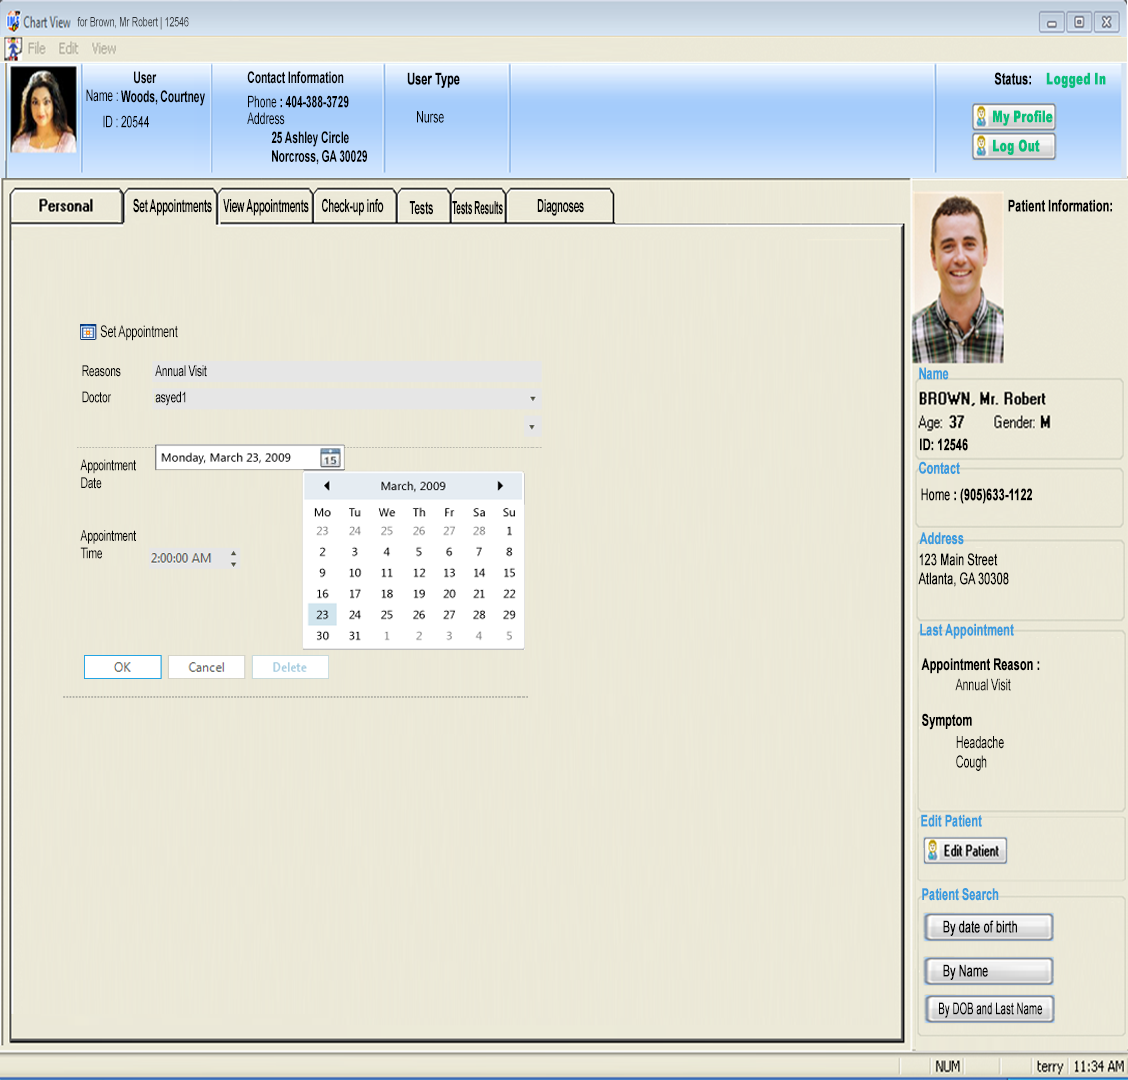 Chart View for Brown, Mr Robert | 12546
File Edit View
User
Name : Woods, Courtney
ID : 20544
Contact Information
Phone : 404-388-3729
Address
25 Ashley Circle
Norcross, GA 30029
User Type
Nurse
Status: Logged In
My Profile
Log Out
Personal Set Appointments View Appointments Check-up info Tests Tests Results Diagnoses
Set Appointment
Reasons Annual Visit
Doctor asyed1
Appointment
Date
Monday, March 23, 2009 15
March, 2009
Mo Tu We Th Fr Sa Su
23 24 25 26 27 28 1
2 3 4 5 6 7 8
9 10 11 12 13 14 15
16 17 18 19 20 21 22
23 24 25 26 27 28 29
30 31 1 2 3 4 5
Appointment
Time
2:00:00 AM
OK Cancel Delete
Patient Information:
Name
BROWN, Mr. Robert
Age: 37 Gender: M
ID: 12546
Contact
Home : (905)633-1122
Address
123 Main Street
Atlanta, GA 30308
Last Appointment
Appointment Reason :
Annual Visit
Symptom
Headache
Cough
Edit Patient
Edit Patient
Patient Search
By date of birth
By Name
By DOB and Last Name
NUM terry 11:34 AM